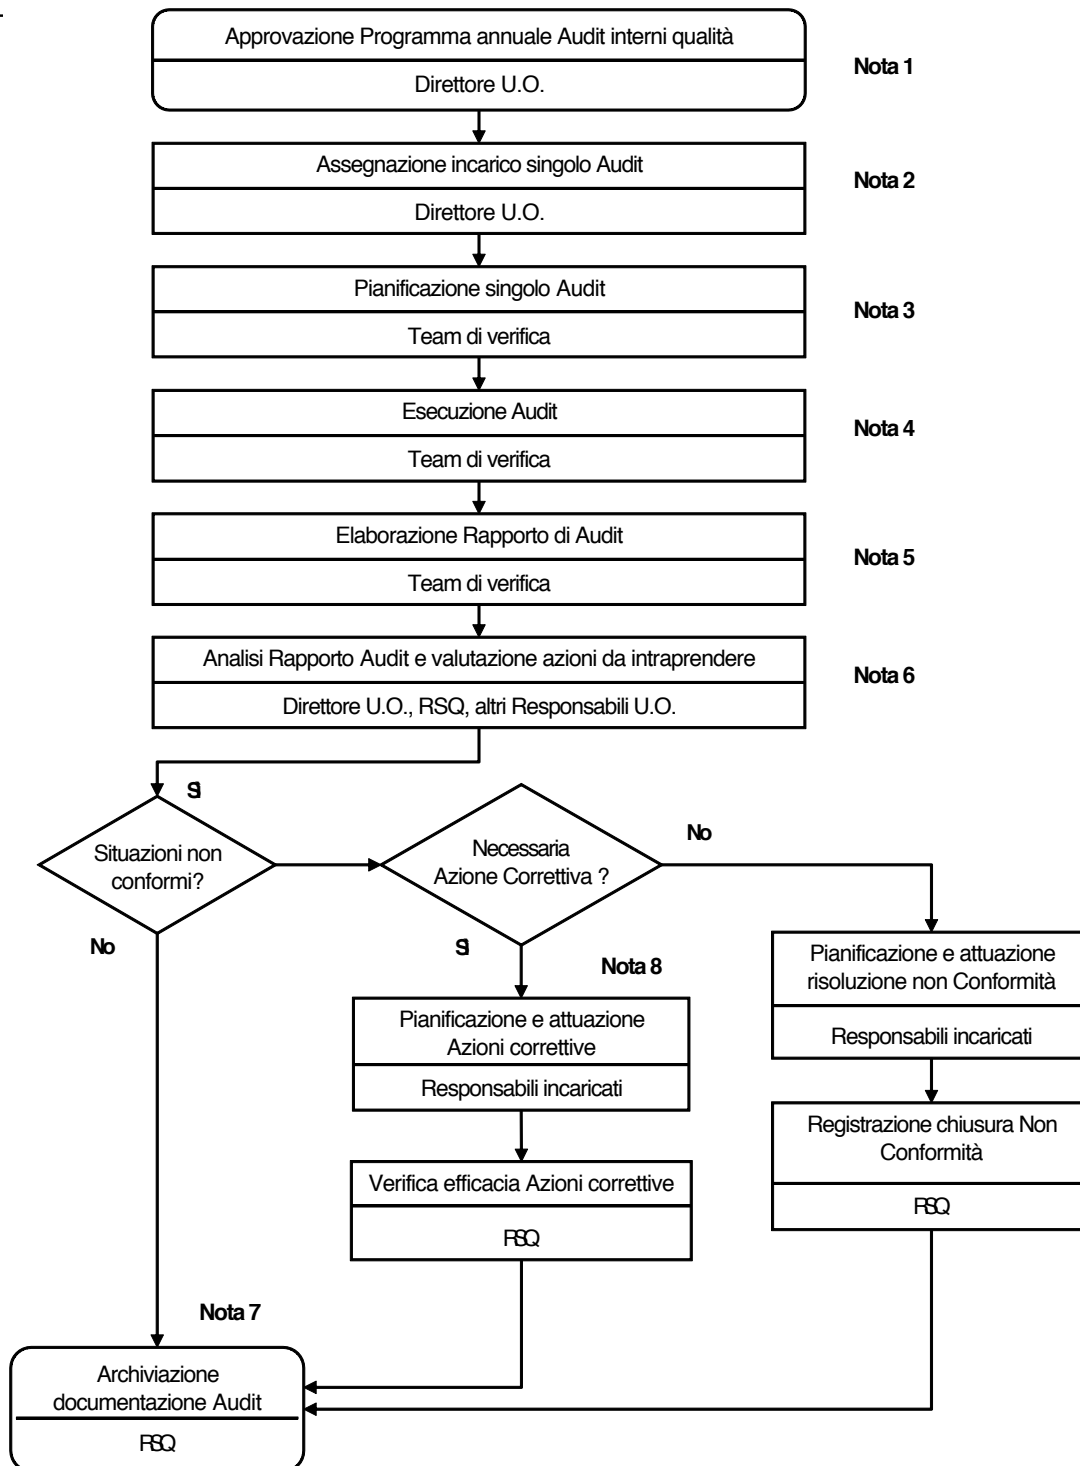 Approvazione Programma annuale Audit interni qualità
Direttore U.O.
Nota 1
Assegnazione incarico singolo Audit
Direttore U.O.
Nota 2
Pianificazione singolo Audit
Team di verifica
Nota 3
Esecuzione Audit
Team di verifica
Nota 4
Elaborazione Rapporto di Audit
Team di verifica
Nota 5
Analisi Rapporto Audit e valutazione azioni da intraprendere
Direttore U.O., RSQ, altri Responsabili U.O.
Nota 6
Sì
Situazioni non
conformi?
No
Necessaria
Azione Correttiva ?
No
Sì
Nota 8
Pianificazione e attuazione
Azioni correttive
Responsabili incaricati
Verifica efficacia Azioni correttive
RSQ
Pianificazione e attuazione
risoluzione non Conformità
Responsabili incaricati
Registrazione chiusura Non
Conformità
RSQ
Nota 7
Archiviazione
documentazione Audit
RSQ